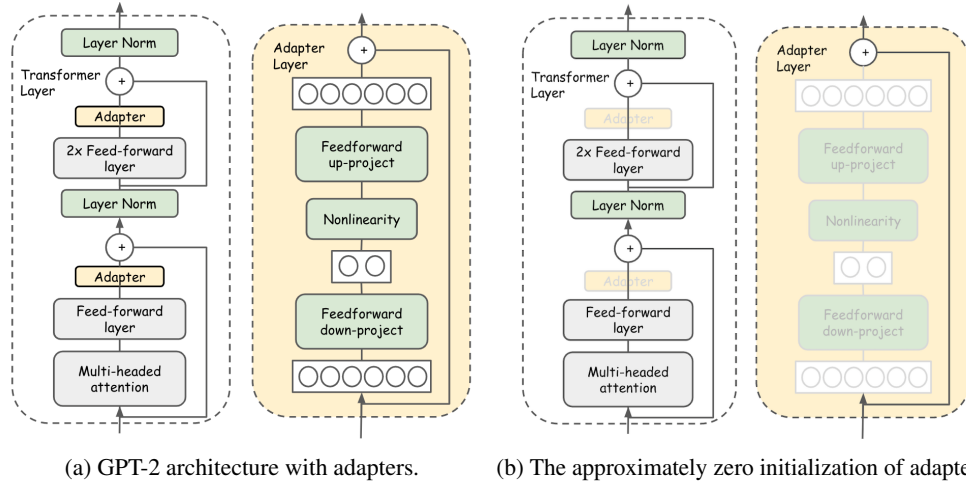 Layer Norm
+
Transformer
Layer
Adapter
2x Feed-forward
layer
Layer Norm
+
Adapter
Feed-forward
layer
Multi-headed
attention
Adapter
Layer
+
Feedforward
up-project
Nonlinearity
Feedforward
down-project
(a) GPT-2 architecture with adapters.
Layer Norm
+
Transformer
Layer
Adapter
2x Feed-forward
layer
Layer Norm
+
Adapter
Feed-forward
layer
Multi-headed
attention
Adapter
Layer
+
Feedforward
up-project
Nonlinearity
Feedforward
down-project
(b) The approximately zero initialization of adapte